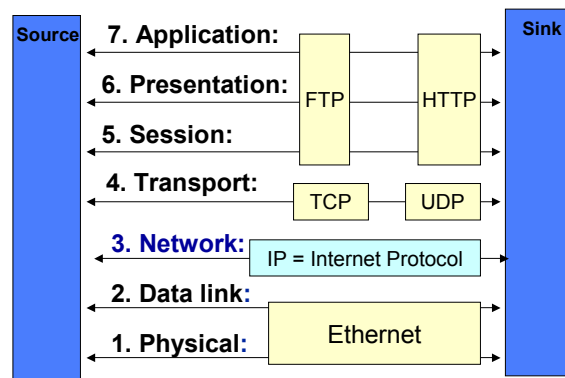 Source
Sink
7. Application:
6. Presentation:
FTP
HTTP
5. Session:
4. Transport:
TCP
UDP
3. Network:
IP = Internet Protocol
2. Data link:
Ethernet
1. Physical: